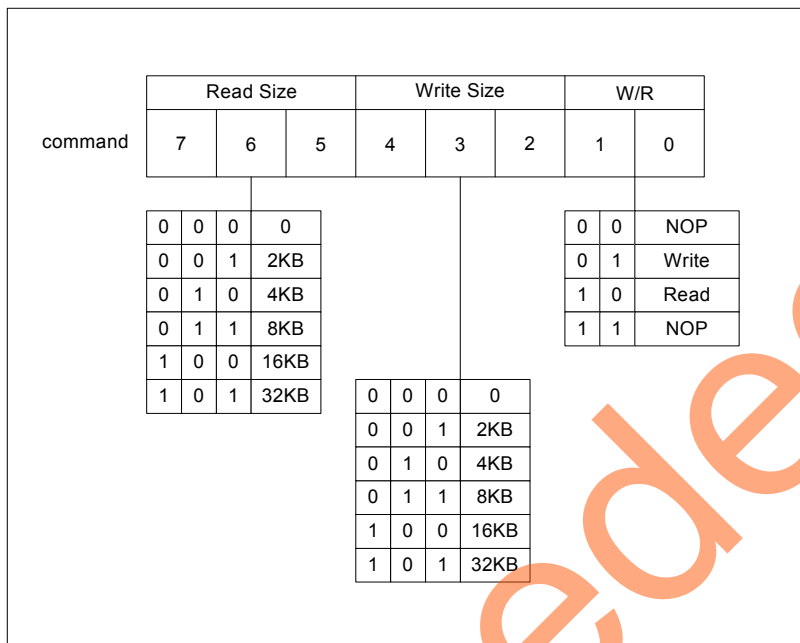 Read Size Write Size W/R
command 7 6 5 4 3 2 1 0
0 0 0 0
0 0 1 2KB
0 1 0 4KB
0 1 1 8KB
1 0 0 16KB
1 0 1 32KB
0 0 0 0
0 0 1 2KB
0 1 0 4KB
0 1 1 8KB
1 0 0 16KB
1 0 1 32KB
0 0 NOP
0 1 Write
1 0 Read
1 1 NOP
ede